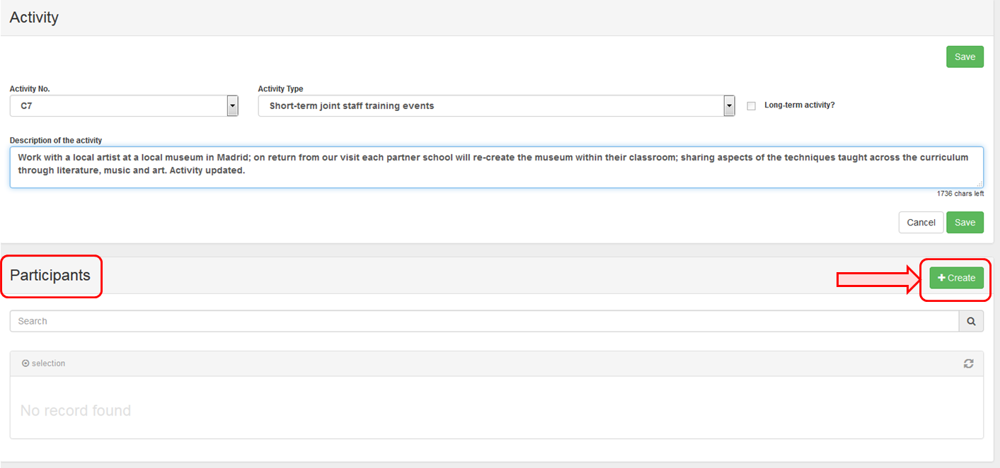 Activity
Save
Activity No.
Activity Type
C7
Short-term joint staff training events
Long-term activity?
Description of the activity
Work with a local artist at a local museum in Madrid; on return from our visit each partner school will re-create the museum within their classroom; sharing aspects of the techniques taught across the curriculum
through literature, music and art. Activity updated.
1736 chars left
Cancel
Save
Participants
Create
Search
selection
No record found